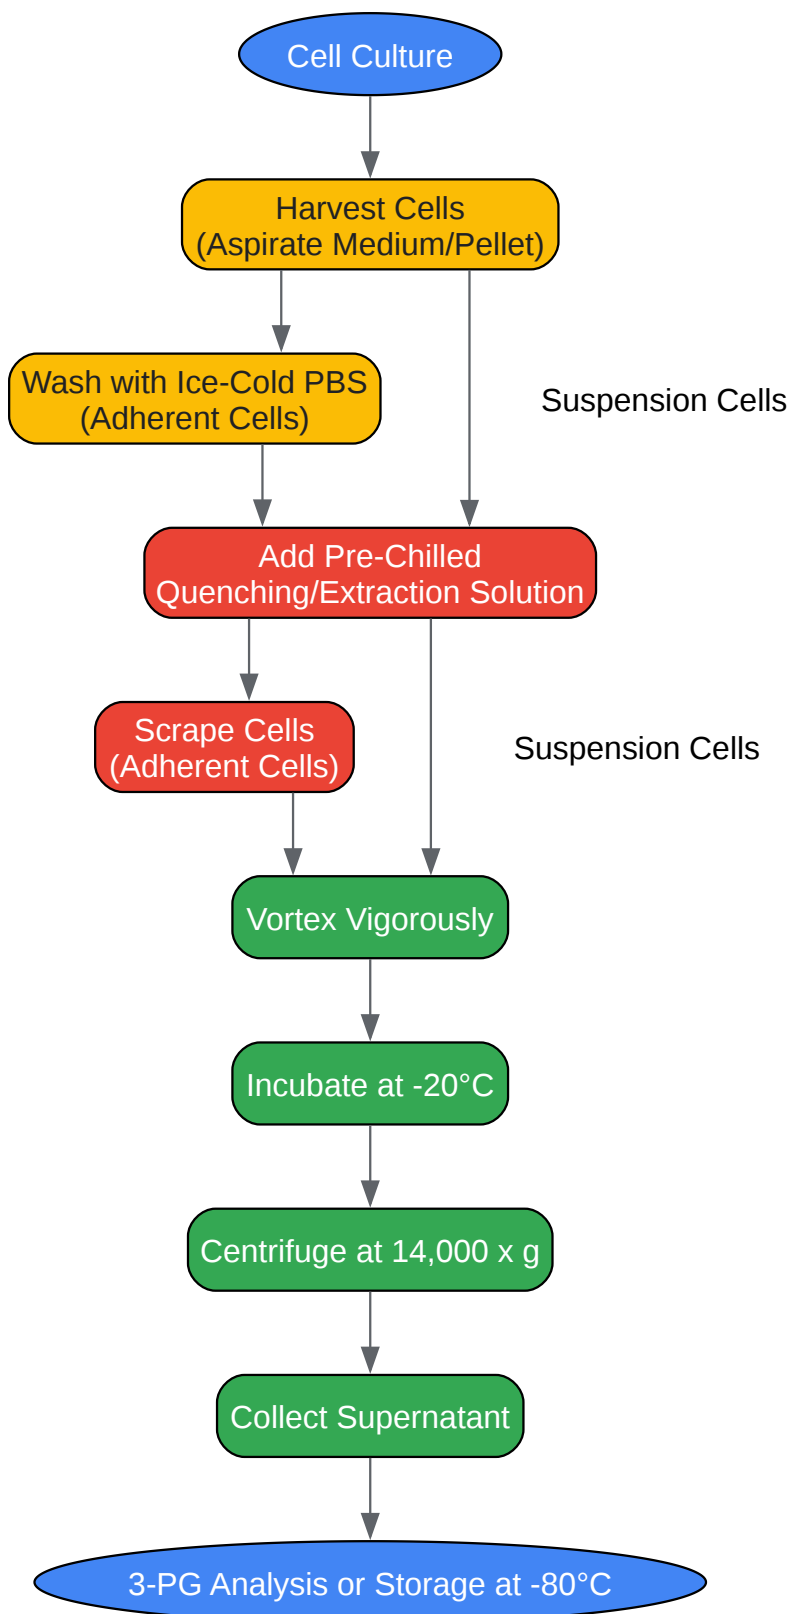 Cell Culture
Harvest Cells
(Aspirate Medium/Pellet)
Wash with Ice-Cold PBS
(Adherent Cells)
Suspension Cells
Add Pre-Chilled
Quenching/Extraction Solution
Scrape Cells
(Adherent Cells)
Suspension Cells
Vortex Vigorously
Incubate at -20°C
Centrifuge at 14,000 x g
Collect Supernatant
3-PG Analysis or Storage at -80°C